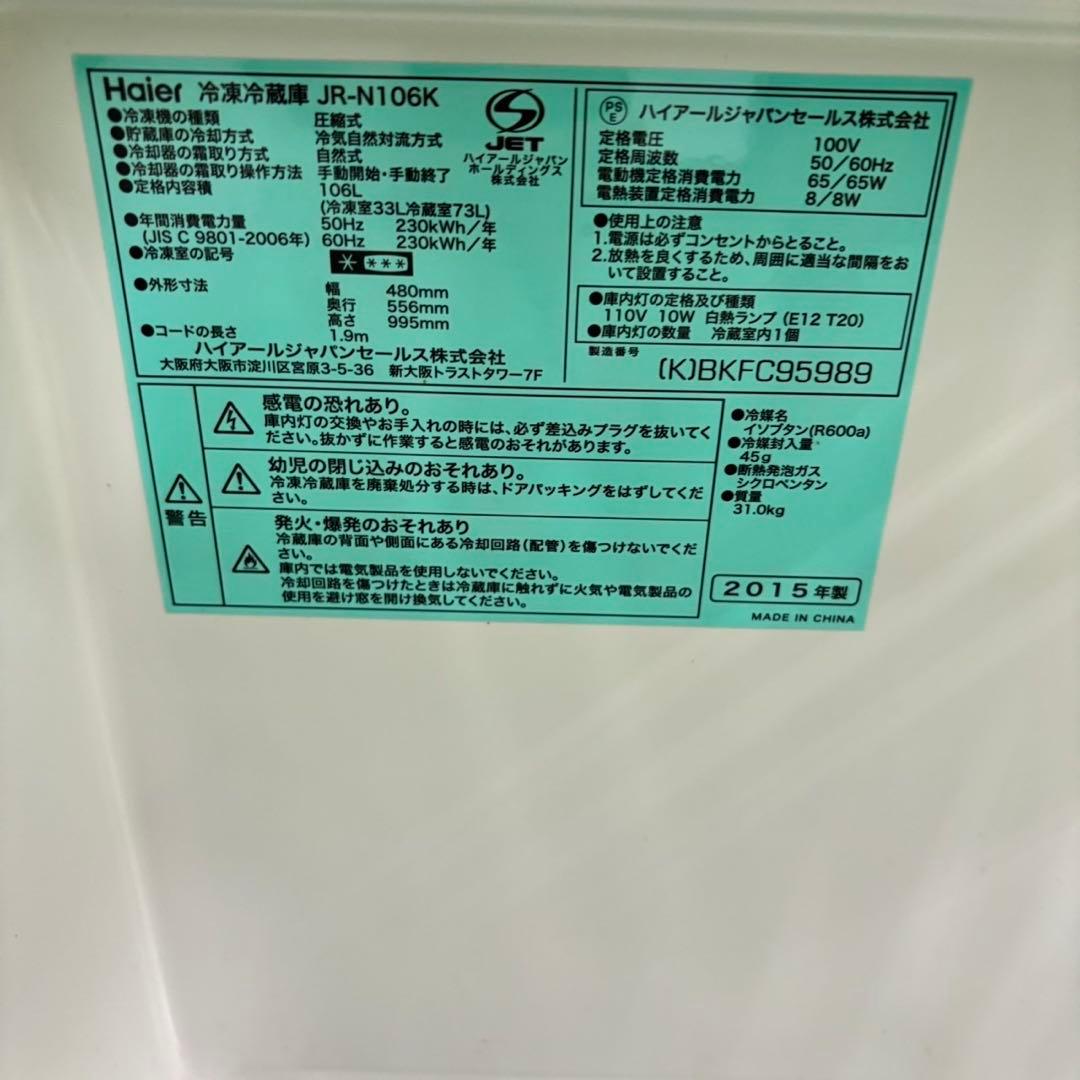 Haier 冷凍冷蔵庫 JR-N106K
●冷凍機の種類 圧縮式
●貯蔵庫の冷却方式 冷気自然対流方式
●冷却器の霜取り方式 自然式
●冷却器の霜取り操作方法 手動開始・手動終了
●定格内容積 106L
(冷凍室33L冷蔵室73L)
●年間消費電力量 50Hz 230kWh/年
(JIS C 9801-2006年) 60Hz 230kWh/年
●冷凍室の記号 * ***
●外形寸法 幅 480mm
奥行 556mm
高さ 995mm
●コードの長さ 1.9m
ハイアールジャパンセールス株式会社
大阪府大阪市淀川区宮原3-5-36 新大阪トラストタワー7F
S
JET
ハイアールジャパン
ホールディングス
株式会社
PSE ハイアールジャパンセールス株式会社
定格電圧 100V
定格周波数 50/60Hz
電動機定格消費電力 65/65W
電熱装置定格消費電力 8/8W
●使用上の注意
1.電源は必ずコンセントからとること。
2.放熱を良くするため、周囲に適当な間隔をお
いて設置すること。
●庫内灯の定格及び種類
110V 10W 白熱ランプ (E12 T20)
●庫内灯の数量 冷蔵室内1個
製造番号 (K)BKFC95989
警告
感電の恐れあり。
庫内灯の交換やお手入れの時には、必ず差込みプラグを抜いてく
ださい。抜かずに作業すると感電のおそれがあります。
幼児の閉じ込みのおそれあり。
冷凍冷蔵庫を廃棄処分する時は、ドアパッキングをはずしてくだ
さい。
発火・爆発のおそれあり
冷蔵庫の背面や側面にある冷却回路(配管)を傷つけないでくだ
さい。
庫内では電気製品を使用しないでください。
冷却回路を傷つけたときは冷蔵庫に触れずに火気や電気製品の
使用を避け窓を開け換気してください。
●冷媒名
イソブタン(R600a)
●冷媒封入量
45g
●断熱発泡ガス
シクロペンタン
●質量
31.0kg
2015年製
MADE IN CHINA